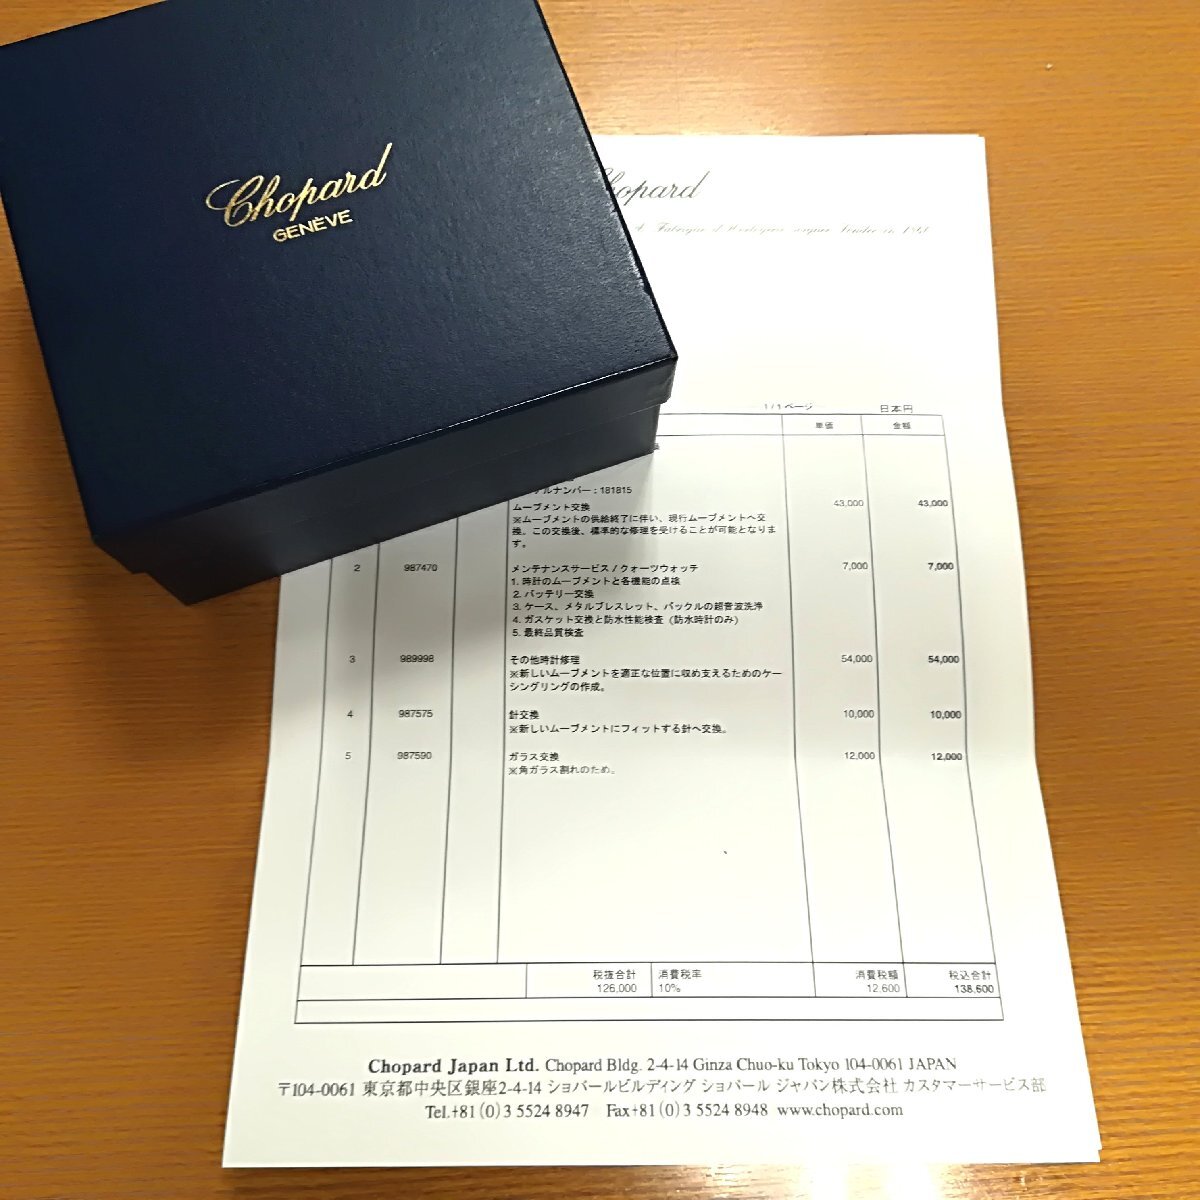 Chopard
GENÈVE
Chopard
1/1ページ 日本円
単価 金額
ナンバー：181815
ムーブメント交換 43,000 43,000
※ムーブメントの供給終了に伴い、現行ムーブメントへ交
換。この交換後、標準的な修理を受けることが可能となりま
す。
2 987470 メンテナンスサービス／クォーツウォッチ 7,000 7,000
1. 時計のムーブメントと各機能の点検
2. バッテリー交換
3. ケース、メタルブレスレット、バックルの超音波洗浄
4. ガスケット交換と防水性能検査 (防水時計のみ)
5. 最終品質検査
3 989998 その他時計修理 54,000 54,000
※新しいムーブメントを適正な位置に収め支えるためのケー
シングリングの作成。
4 987575 針交換 10,000 10,000
※新しいムーブメントにフィットする針へ交換。
5 987590 ガラス交換 12,000 12,000
※角ガラス割れのため。
税抜合計 消費税率 消費税額 税込合計
126,000 10% 12,600 138,600
Chopard Japan Ltd. Chopard Bldg. 2-4-14 Ginza Chuo-ku Tokyo 104-0061 JAPAN
〒104-0061 東京都中央区銀座2-4-14 ショパールビルディング ショパール ジャパン株式会社 カスタマーサービス部
Tel.+81(0)3 5524 8947 Fax+81(0)3 5524 8948 www.chopard.com